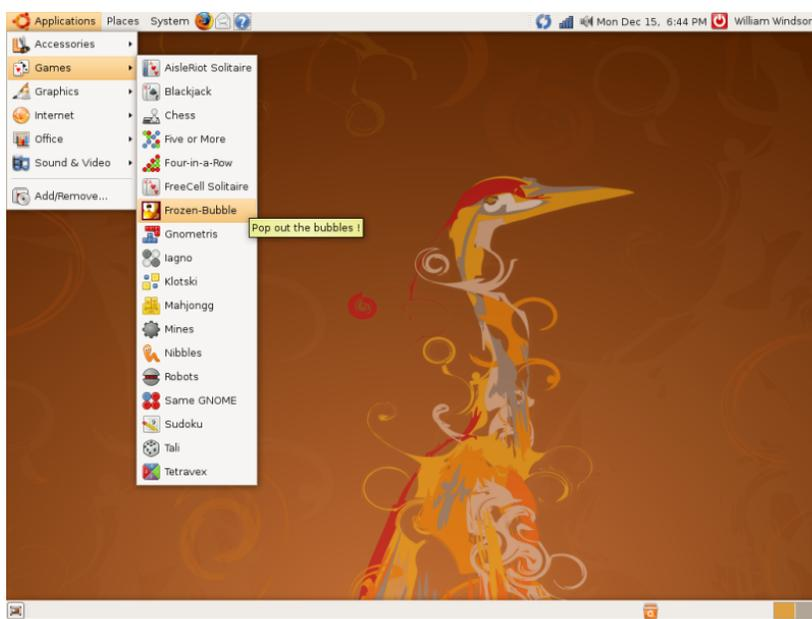 Applications Places System Mon Dec 15, 6:44 PM William Windsor
Accessories
Games
Graphics
Internet
Office
Sound & Video
Add/Remove...
AisleRiot Solitaire
Blackjack
Chess
Five or More
Four-in-a-Row
FreeCell Solitaire
Frozen-Bubble
Pop out the bubbles !
Gnometris
Iagno
Klotski
Mahjongg
Mines
Nibbles
Robots
Same GNOME
Sudoku
Tali
Tetravex